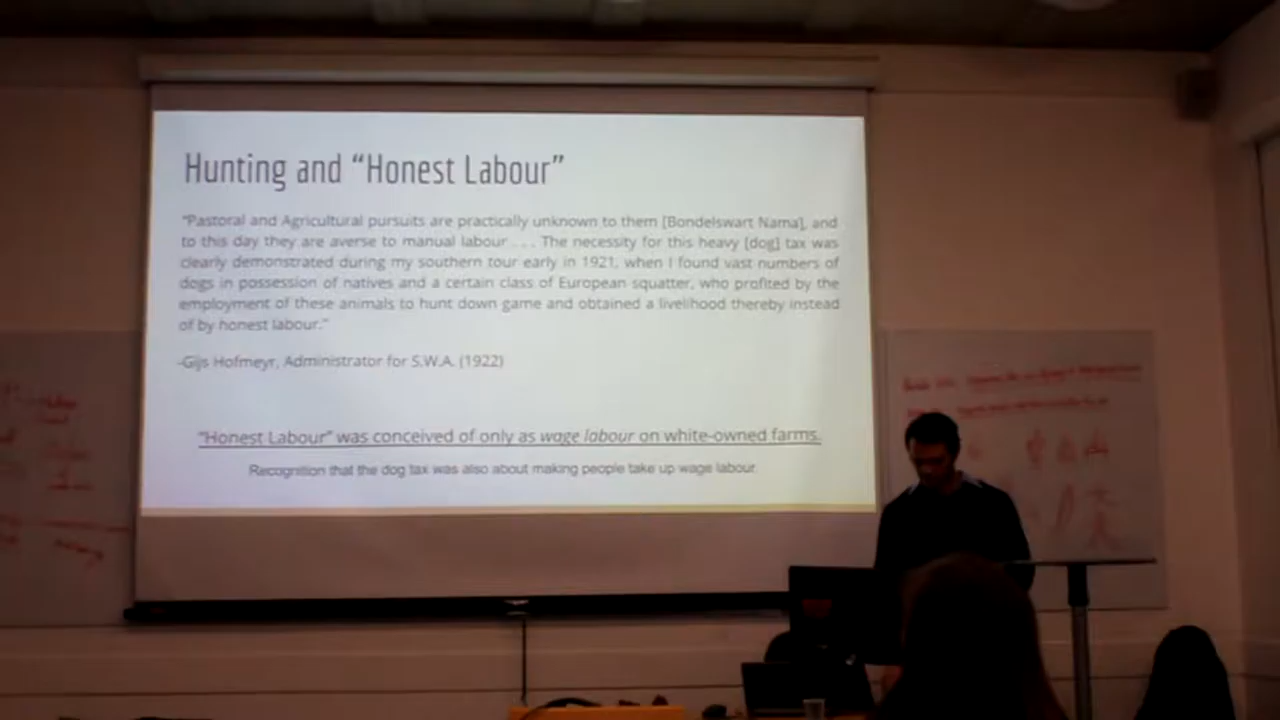 Hunting and “Honest Labour”
“Pastoral and Agricultural pursuits are practically unknown to them [Bondelswart Nama], and
to this day they are averse to manual labour . . . The necessity for this heavy [dog] tax was
clearly demonstrated during my southern tour early in 1921, when I found vast numbers of
dogs in possession of natives and a certain class of European squatter, who profited by the
employment of these animals to hunt down game and obtained a livelihood thereby instead
of by honest labour.”
-Gijs Hofmeyr, Administrator for S.W.A. (1922)
“Honest Labour” was conceived of only as wage labour on white-owned farms.
Recognition that the dog tax was also about making people take up wage labour.